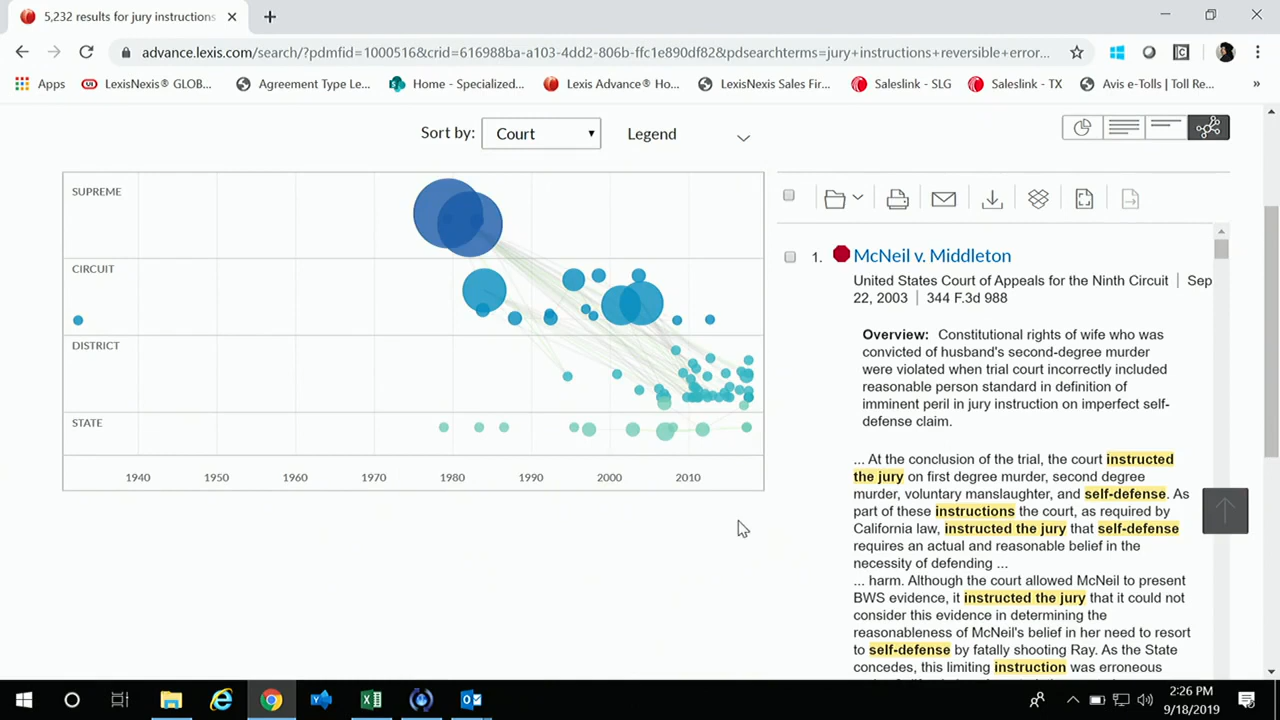 5,232 results for jury instructions
advance.lexis.com/search/?pdmfid=1000516&crid=616988ba-a103-4dd2-806b-ffc1e890df82&pdsearchterms=jury+instructions+reversible+error...
Apps
LexisNexis® GLOB...
Agreement Type Le...
Home - Specialized...
Lexis Advance® Ho...
LexisNexis Sales Fir...
Saleslink - SLG
Saleslink - TX
Avis e-Tolls | Toll Re...
»
Sort by: Court Legend
SUPREME
CIRCUIT
DISTRICT
STATE
1940 1950 1960 1970 1980 1990 2000 2010
1. McNeil v. Middleton
United States Court of Appeals for the Ninth Circuit | Sep
22, 2003 | 344 F.3d 988
Overview: Constitutional rights of wife who was
convicted of husband's second-degree murder
were violated when trial court incorrectly included
reasonable person standard in definition of
imminent peril in jury instruction on imperfect self-
defense claim.
... At the conclusion of the trial, the court instructed
the jury on first degree murder, second degree
murder, voluntary manslaughter, and self-defense. As
part of these instructions the court, as required by
California law, instructed the jury that self-defense
requires an actual and reasonable belief in the
necessity of defending ...
... harm. Although the court allowed McNeil to present
BWS evidence, it instructed the jury that it could not
consider this evidence in determining the
reasonableness of McNeil's belief in her need to resort
to self-defense by fatally shooting Ray. As the State
concedes, this limiting instruction was erroneous
2:26 PM
9/18/2019